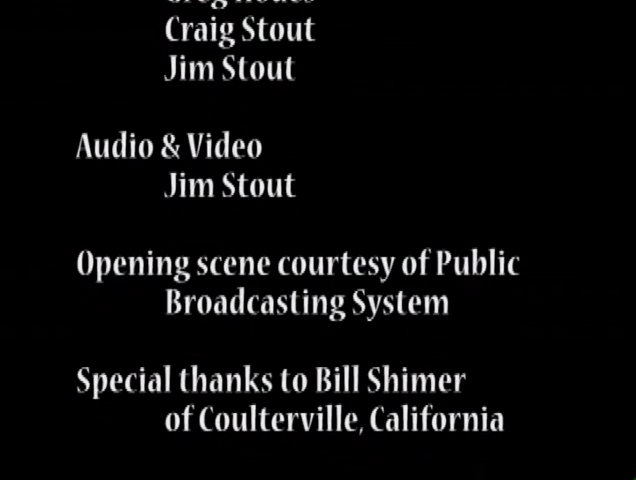 Craig Stout
Jim Stout
Audio & Video
Jim Stout
Opening scene courtesy of Public
Broadcasting System
Special thanks to Bill Shimer
of Coulterville, California